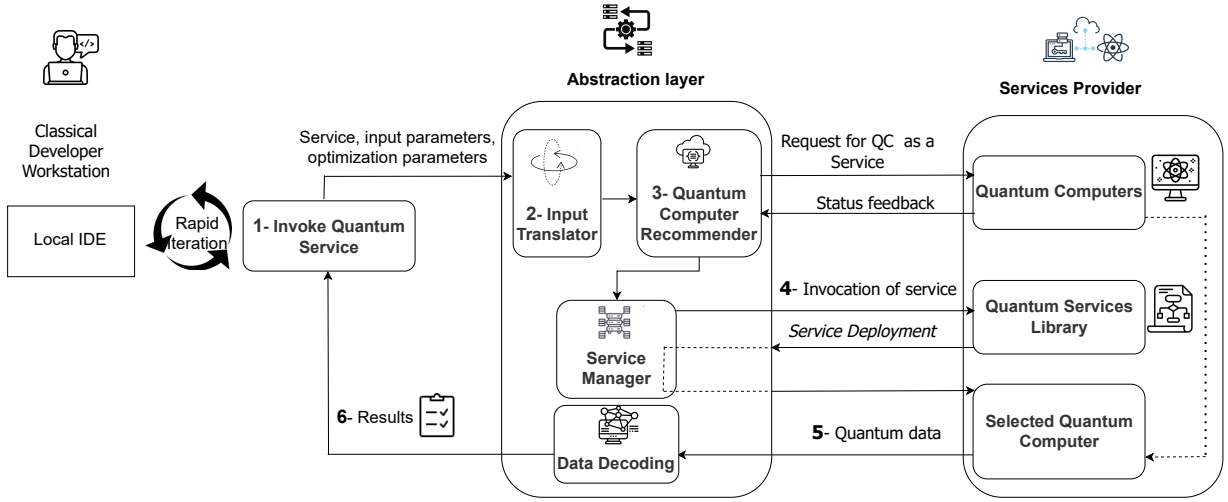 Abstraction layer
Services Provider
Classical
Developer
Workstation
Local IDE
Rapid
Iteration
1- Invoke Quantum
Service
Service, input parameters,
optimization parameters
2- Input
Translator
3- Quantum
Computer
Recommender
Request for QC as a
Service
Status feedback
Quantum Computers
4- Invocation of service
Service Deployment
Quantum Services
Library
Service
Manager
6- Results
Data Decoding
5- Quantum data
Selected Quantum
Computer